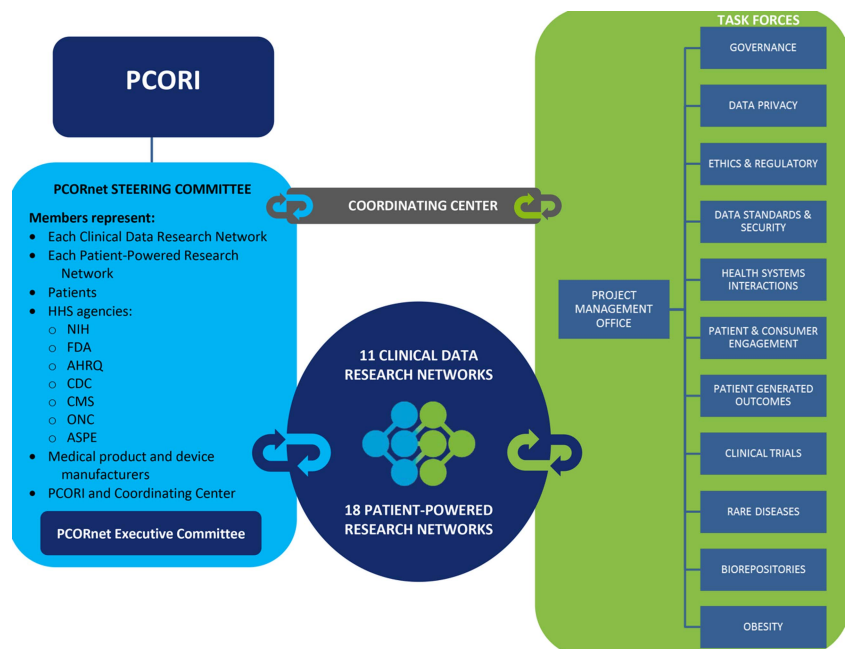 PCORI
PCORnet STEERING COMMITTEE
Members represent:
• Each Clinical Data Research Network
• Each Patient-Powered Research
Network
• Patients
• HHS agencies:
o NIH
o FDA
o AHRQ
o CDC
o CMS
o ONC
o ASPE
• Medical product and device
manufacturers
• PCORI and Coordinating Center
PCORnet Executive Committee
COORDINATING CENTER
11 CLINICAL DATA
RESEARCH NETWORKS
18 PATIENT-POWERED
RESEARCH NETWORKS
TASK FORCES
PROJECT
MANAGEMENT
OFFICE
GOVERNANCE
DATA PRIVACY
ETHICS & REGULATORY
DATA STANDARDS &
SECURITY
HEALTH SYSTEMS
INTERACTIONS
PATIENT & CONSUMER
ENGAGEMENT
PATIENT GENERATED
OUTCOMES
CLINICAL TRIALS
RARE DISEASES
BIOREPOSITORIES
OBESITY